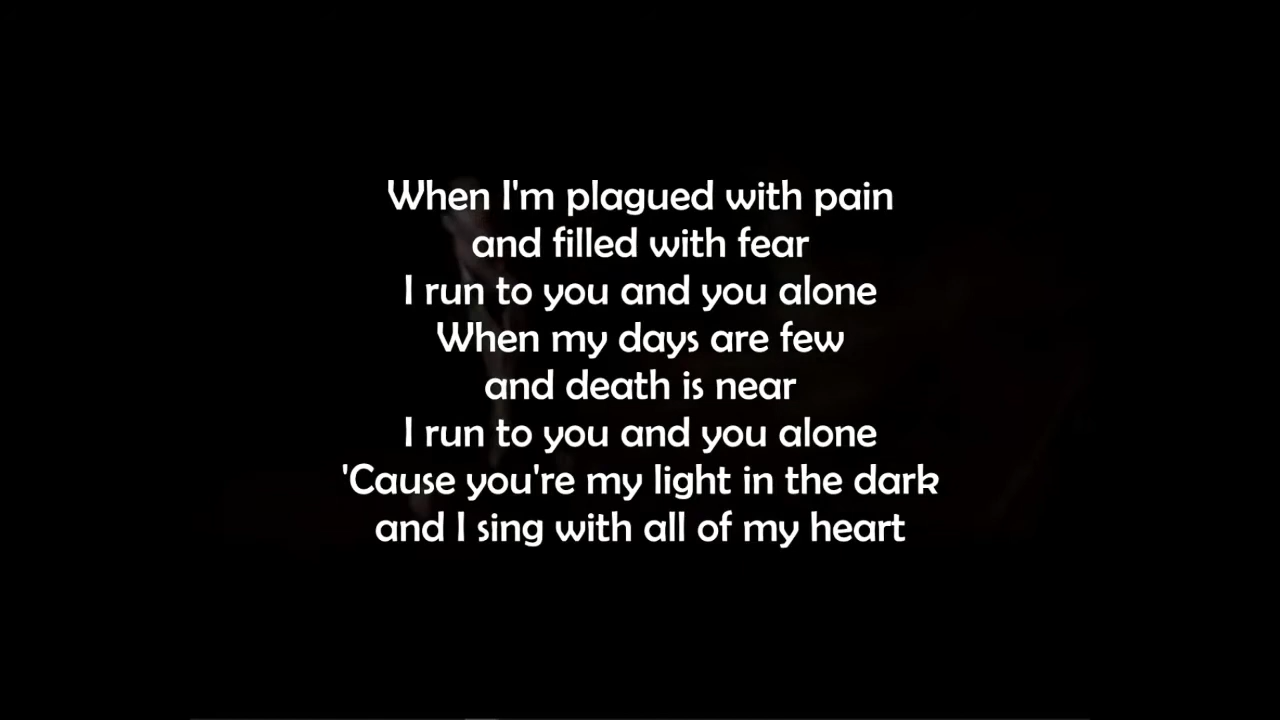 When I'm plagued with pain
and filled with fear
I run to you and you alone
When my days are few
and death is near
I run to you and you alone
'Cause you're my light in the dark
and I sing with all of my heart